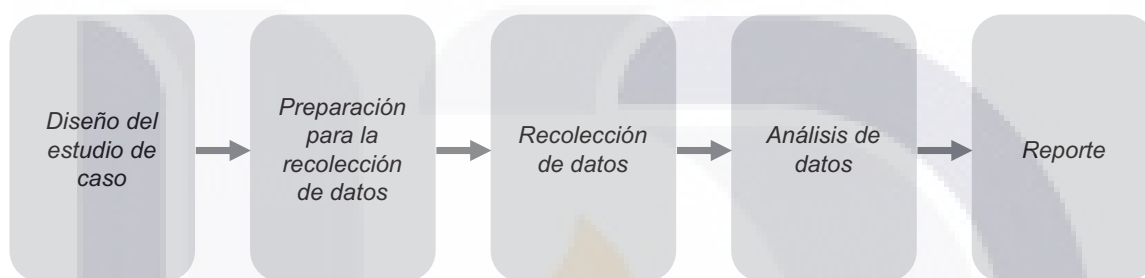 Diseño del
estudio de
caso
Preparación
para la
recolección
de datos
Recolección
de datos
Análisis de
datos
Reporte